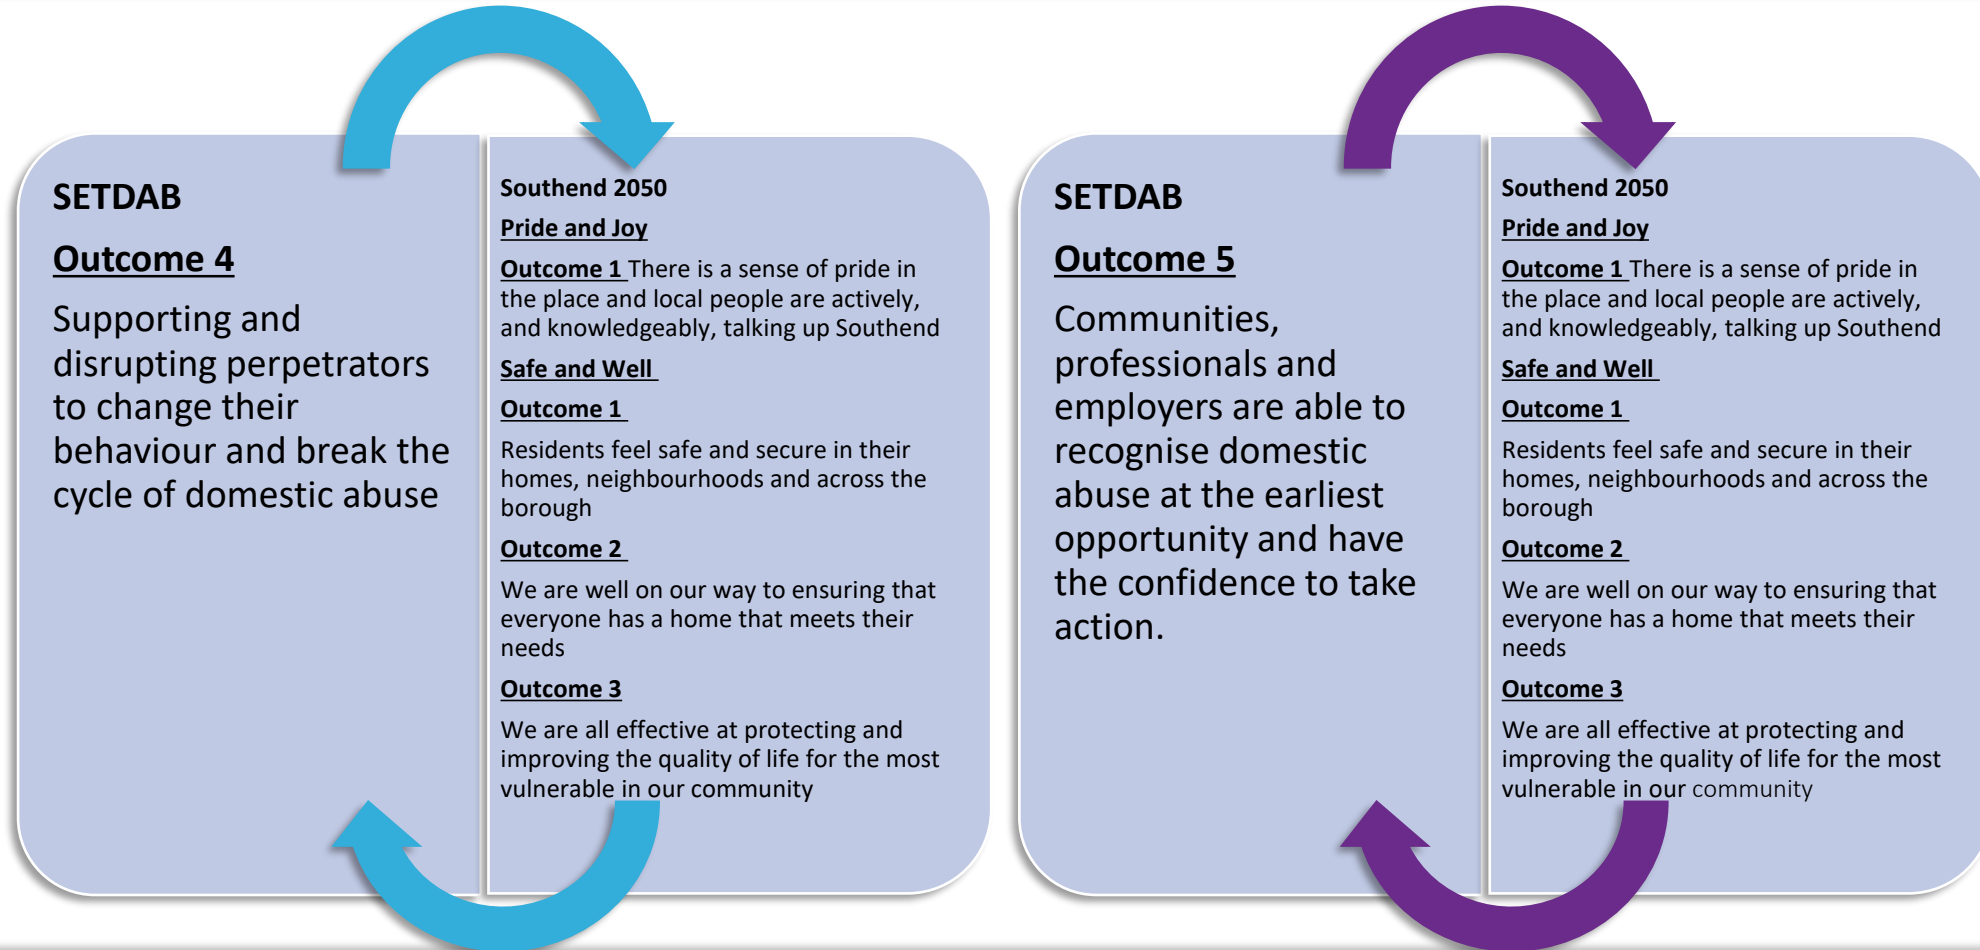 SETDAB
Outcome 4
Supporting and
disrupting perpetrators
to change their
behaviour and break the
cycle of domestic abuse
Southend 2050
Pride and Joy
Outcome 1 There is a sense of pride in
the place and local people are actively,
and knowledgeably, talking up Southend
Safe and Well
Outcome 1
Residents feel safe and secure in their
homes, neighbourhoods and across the
borough
Outcome 2
We are well on our way to ensuring that
everyone has a home that meets their
needs
Outcome 3
We are all effective at protecting and
improving the quality of life for the most
vulnerable in our community
SETDAB
Outcome 5
Communities,
professionals and
employers are able to
recognise domestic
abuse at the earliest
opportunity and have
the confidence to take
action.
Southend 2050
Pride and Joy
Outcome 1 There is a sense of pride in
the place and local people are actively,
and knowledgeably, talking up Southend
Safe and Well
Outcome 1
Residents feel safe and secure in their
homes, neighbourhoods and across the
borough
Outcome 2
We are well on our way to ensuring that
everyone has a home that meets their
needs
Outcome 3
We are all effective at protecting and
improving the quality of life for the most
vulnerable in our community